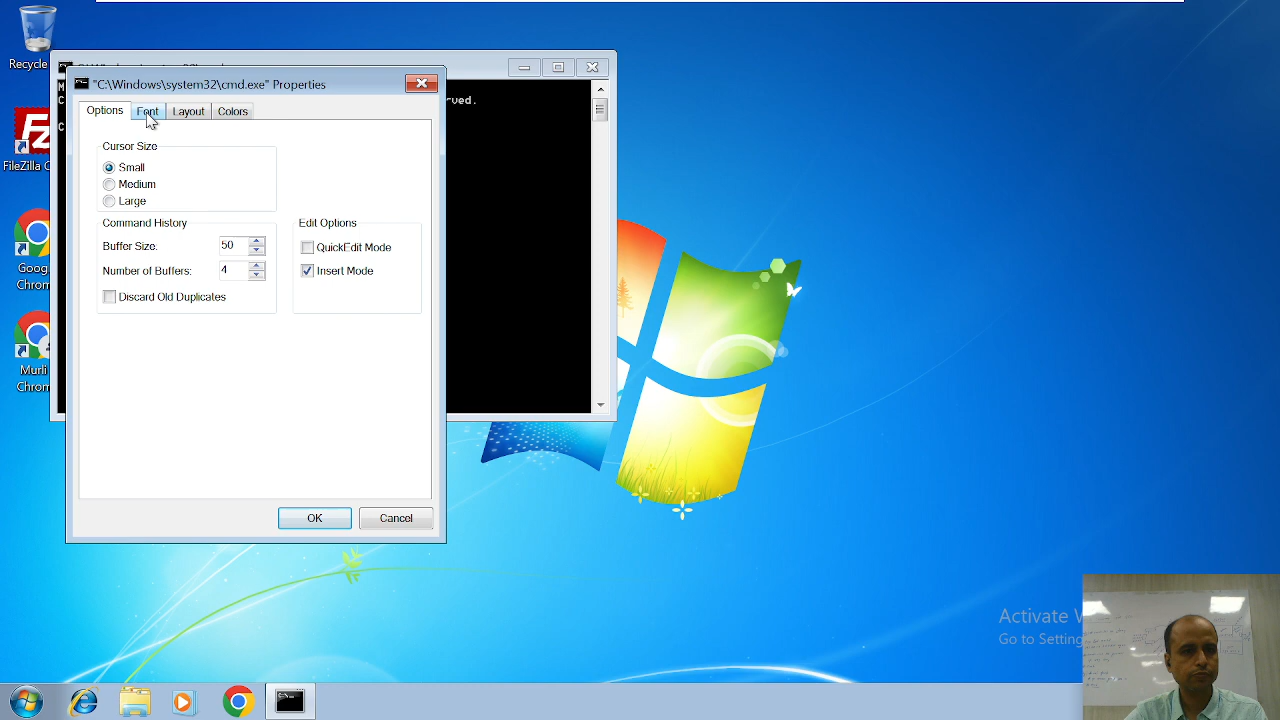 Recycle
FileZilla C
Goog
Chrom
Murli
Chrom
"C:\Windows\system32\cmd.exe" Properties
rved.
M
C
C
Options
Font
Layout
Colors
Cursor Size
Small
Medium
Large
Command History
Buffer Size:
50
Number of Buffers:
4
Discard Old Duplicates
Edit Options
QuickEdit Mode
Insert Mode
OK
Cancel
Activate W
Go to Setting